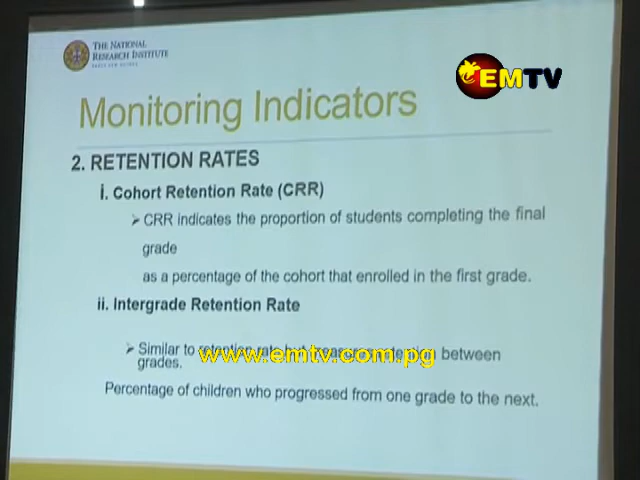 THE NATIONAL
RESEARCH INSTITUTE
EMTV
Monitoring Indicators
2. RETENTION RATES
i. Cohort Retention Rate (CRR)
➢ CRR indicates the proportion of students completing the final
grade
as a percentage of the cohort that enrolled in the first grade.
ii. Intergrade Retention Rate
➢ Similar to retention rate but between
grades.
www.emtv.com.pg
Percentage of children who progressed from one grade to the next.